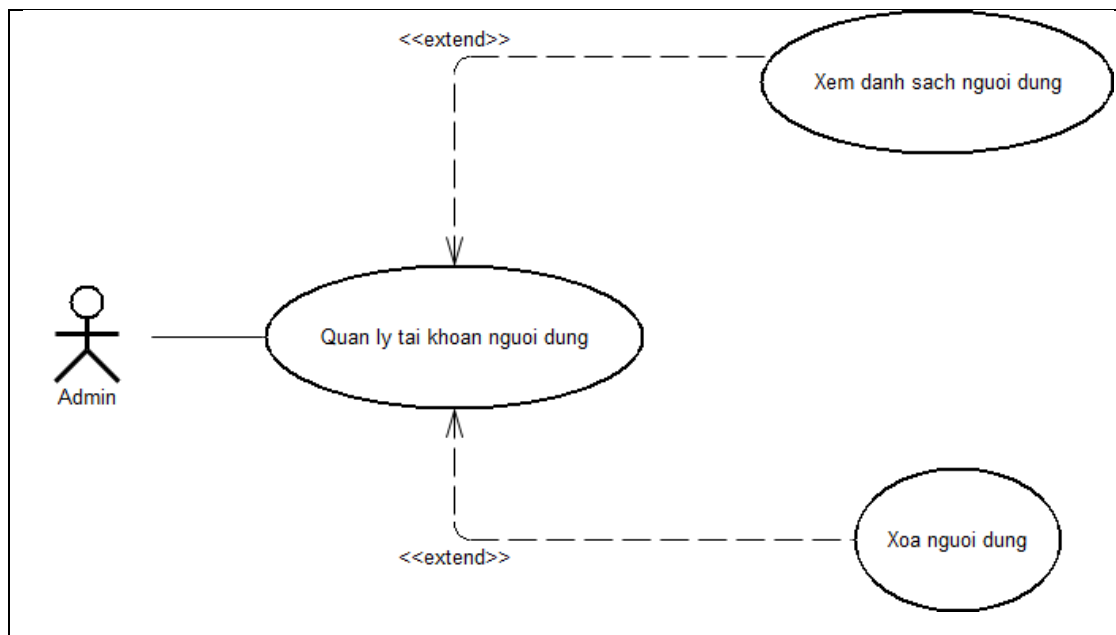 <<extend>>
Xem danh sach nguoi dung
Quan ly tai khoan nguoi dung
Admin
Xoa nguoi dung
<<extend>>